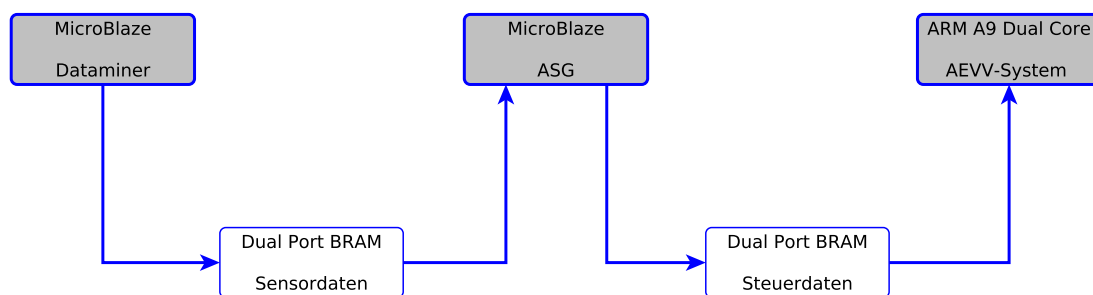 MicroBlaze
Dataminer
MicroBlaze
ASG
ARM A9 Dual Core
AEVV-System
Dual Port BRAM
Sensordaten
Dual Port BRAM
Steuerdaten